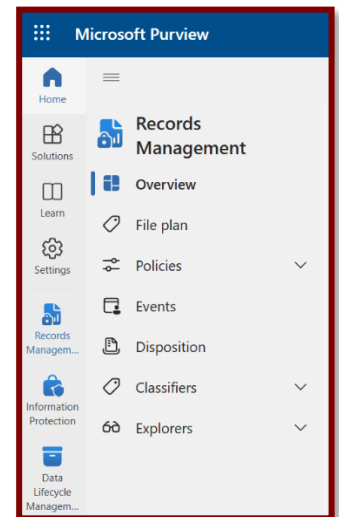 Microsoft Purview
Home
Solutions
Learn
Settings
Records
Managem...
Information
Protection
Data
Lifecycle
Managem...
Records
Management
Overview
File plan
Policies
Events
Disposition
Classifiers
Explorers